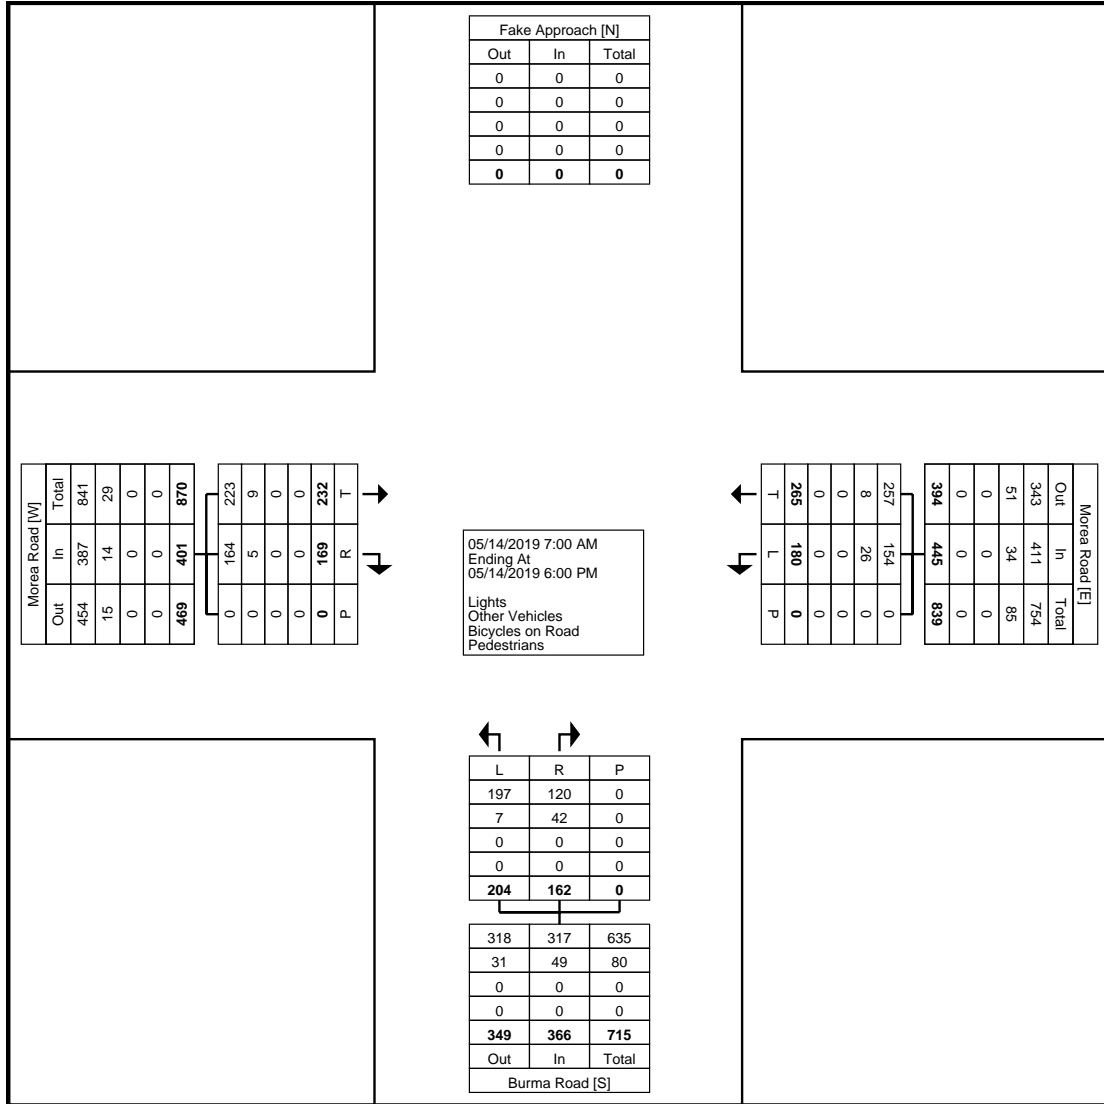 Fake Approach [N]
Out In Total
0 0 0
0 0 0
0 0 0
0 0 0
0 0 0
Morea Road [W]
Total 841 29 0 0 870
In 387 14 0 0 401
Out 454 15 0 0 469
223 9 0 0 232 T
164 5 0 0 169 R
0 0 0 0 0 P
05/14/2019 7:00 AM
Ending At
05/14/2019 6:00 PM
Lights
Other Vehicles
Bicycles on Road
Pedestrians
T 265 0 0 8 257
L 180 0 0 26 154
P 0 0 0 0 0
394 0 0 51 343 Out
445 0 0 34 411 In
839 0 0 85 754 Total
Morea Road [E]
L R P
197 120 0
7 42 0
0 0 0
0 0 0
204 162 0
318 317 635
31 49 80
0 0 0
0 0 0
349 366 715
Out In Total
Burma Road [S]